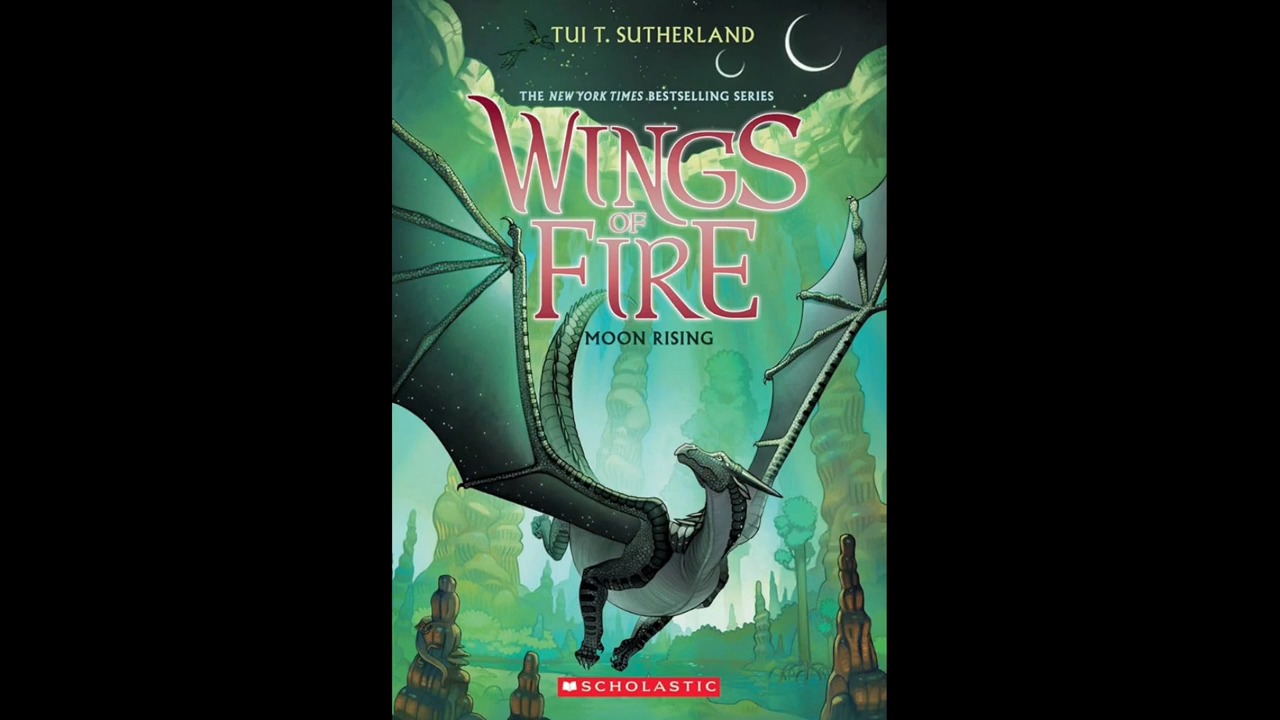 TUI T. SUTHERLAND
THE NEW YORK TIMES BESTSELLING SERIES
WINGS
OF
FIRE
MOON RISING
SCHOLASTIC